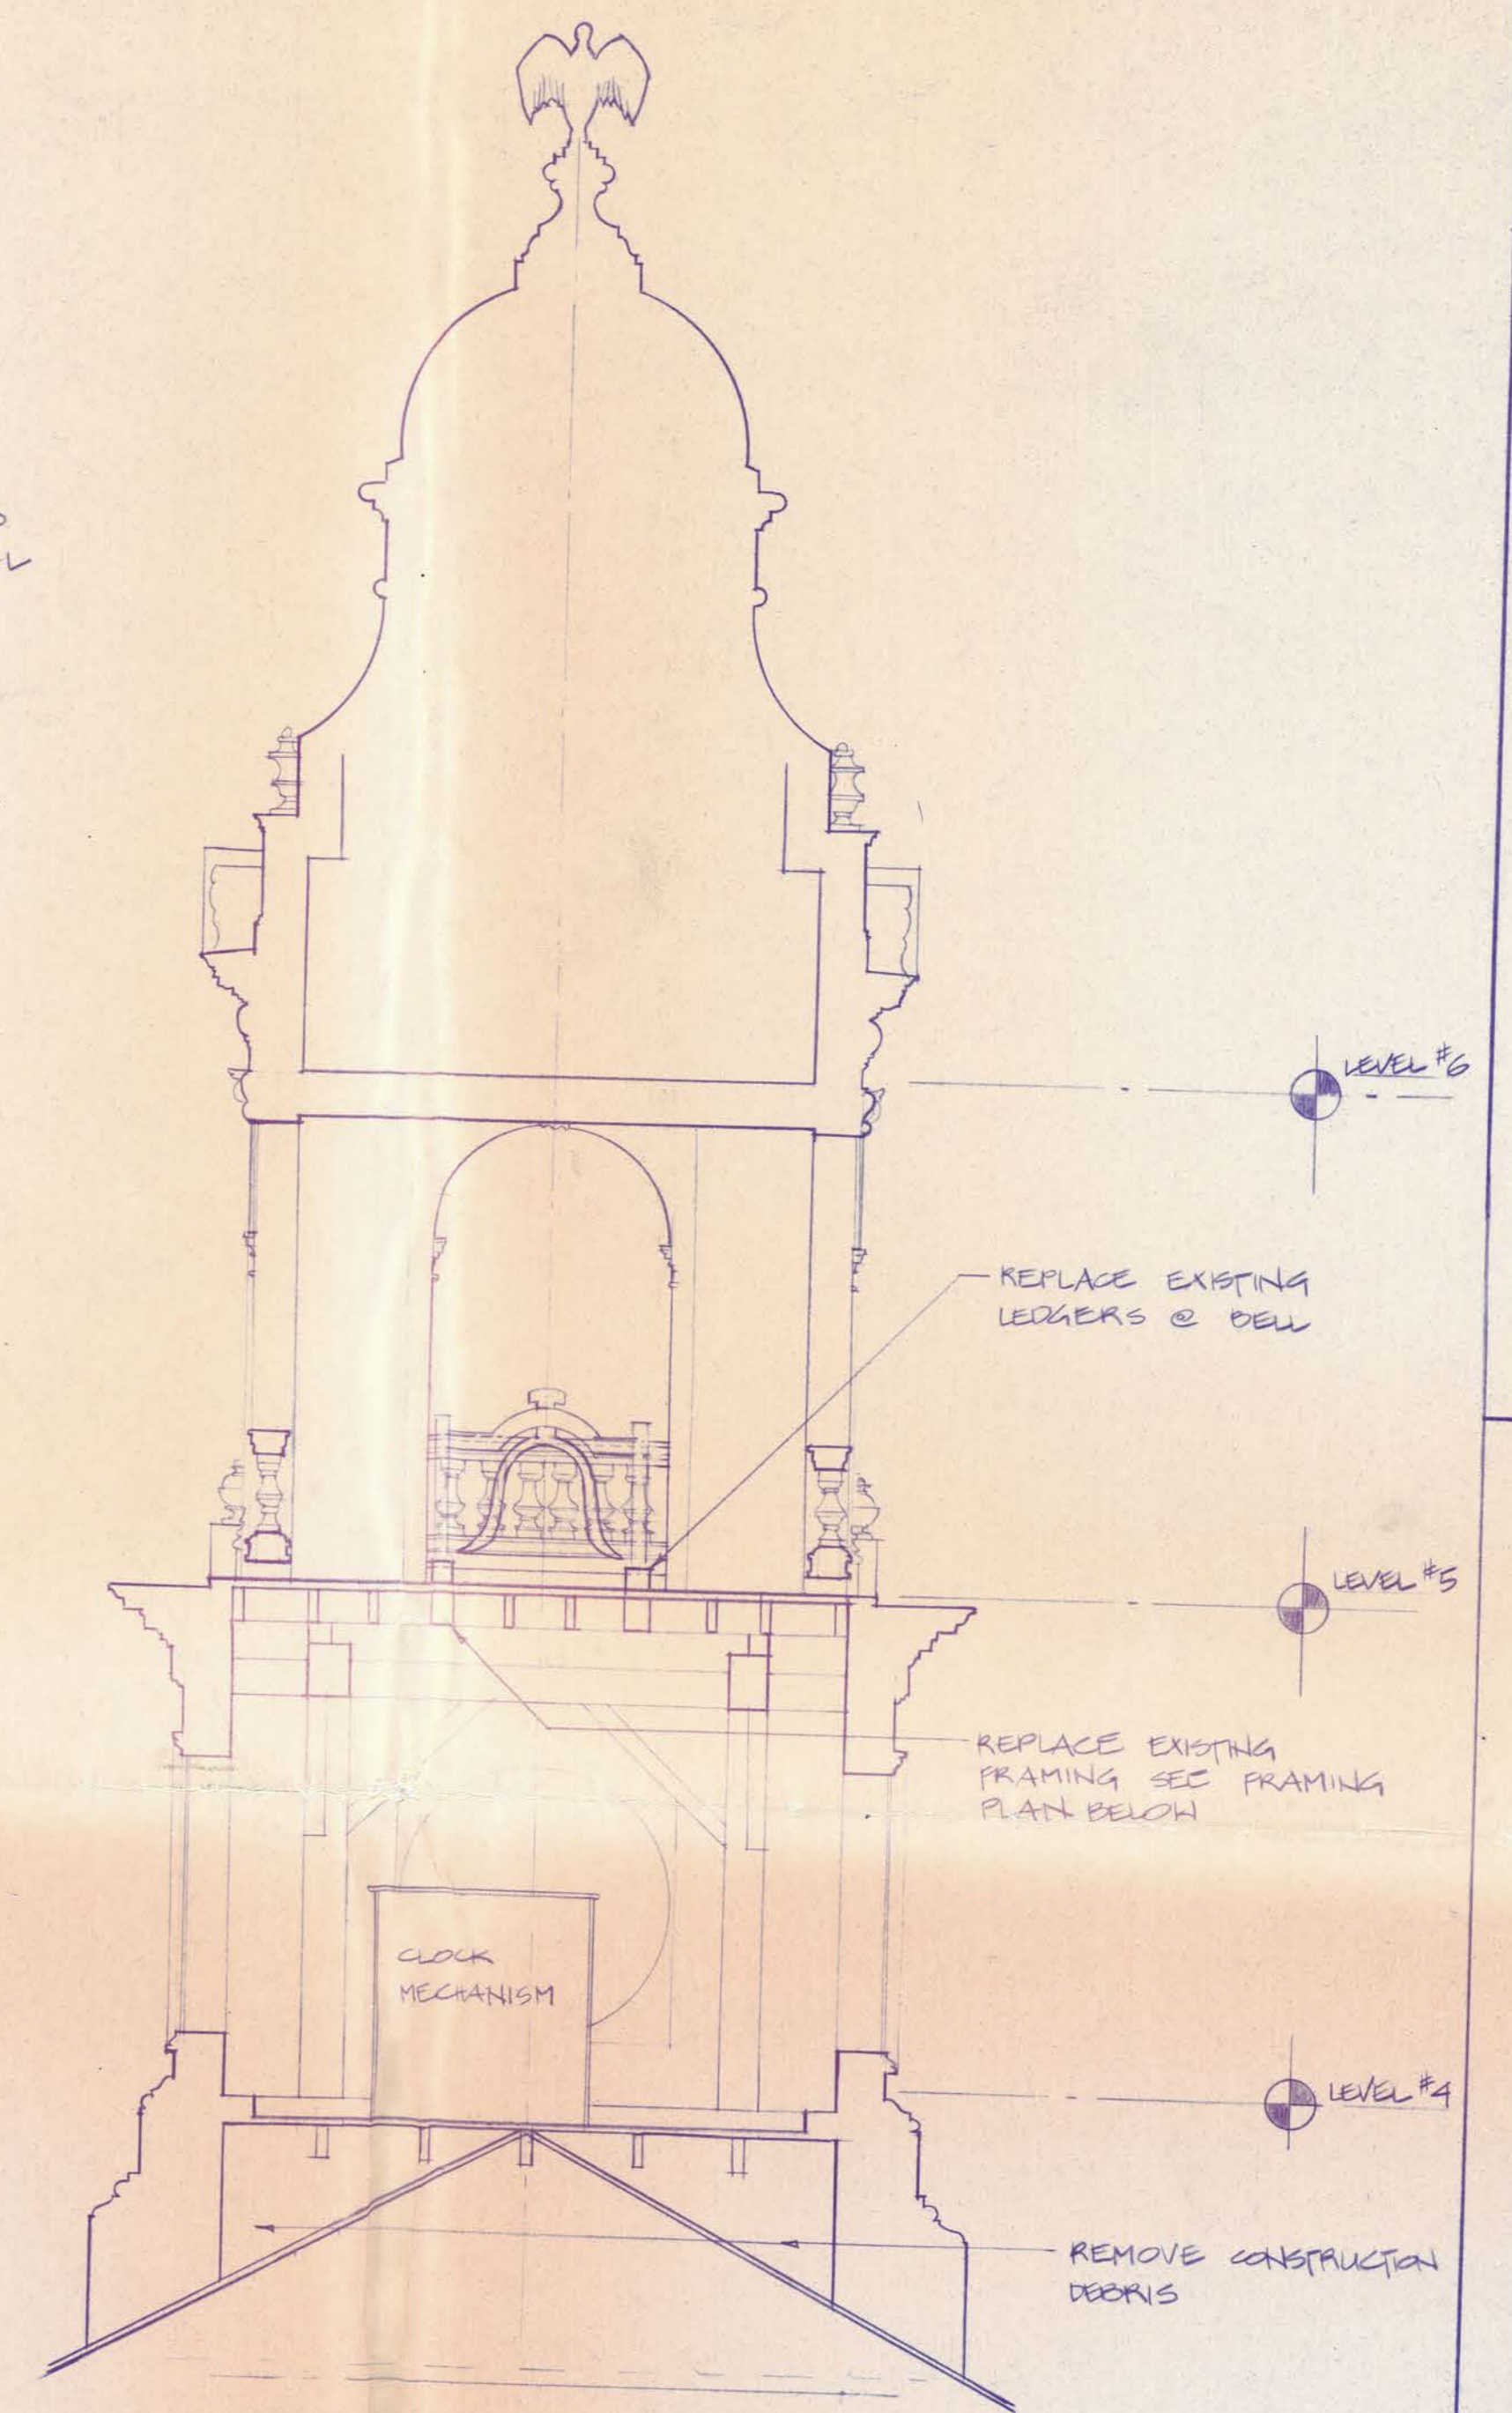 LEVEL #6
REPLACE EXISTING
LEDGERS @ BELL
LEVEL #5
REPLACE EXISTING
FRAMING SEE FRAMING
PLAN BELOW
CLOCK
MECHANISM
LEVEL #4
REMOVE CONSTRUCTION
DEBRIS